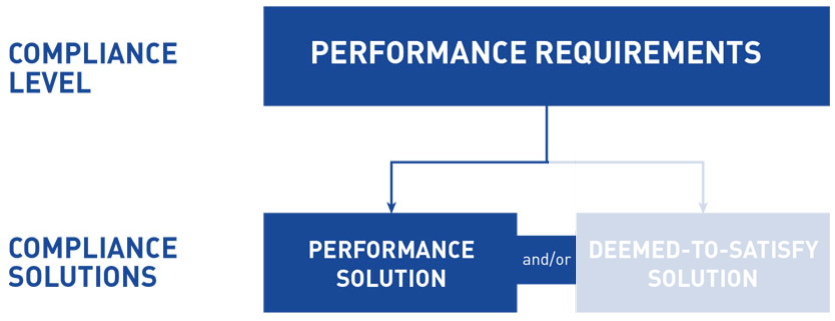 COMPLIANCE
LEVEL
PERFORMANCE REQUIREMENTS
COMPLIANCE
SOLUTIONS
PERFORMANCE
SOLUTION
and/or
DEEMED-TO-SATISFY
SOLUTION